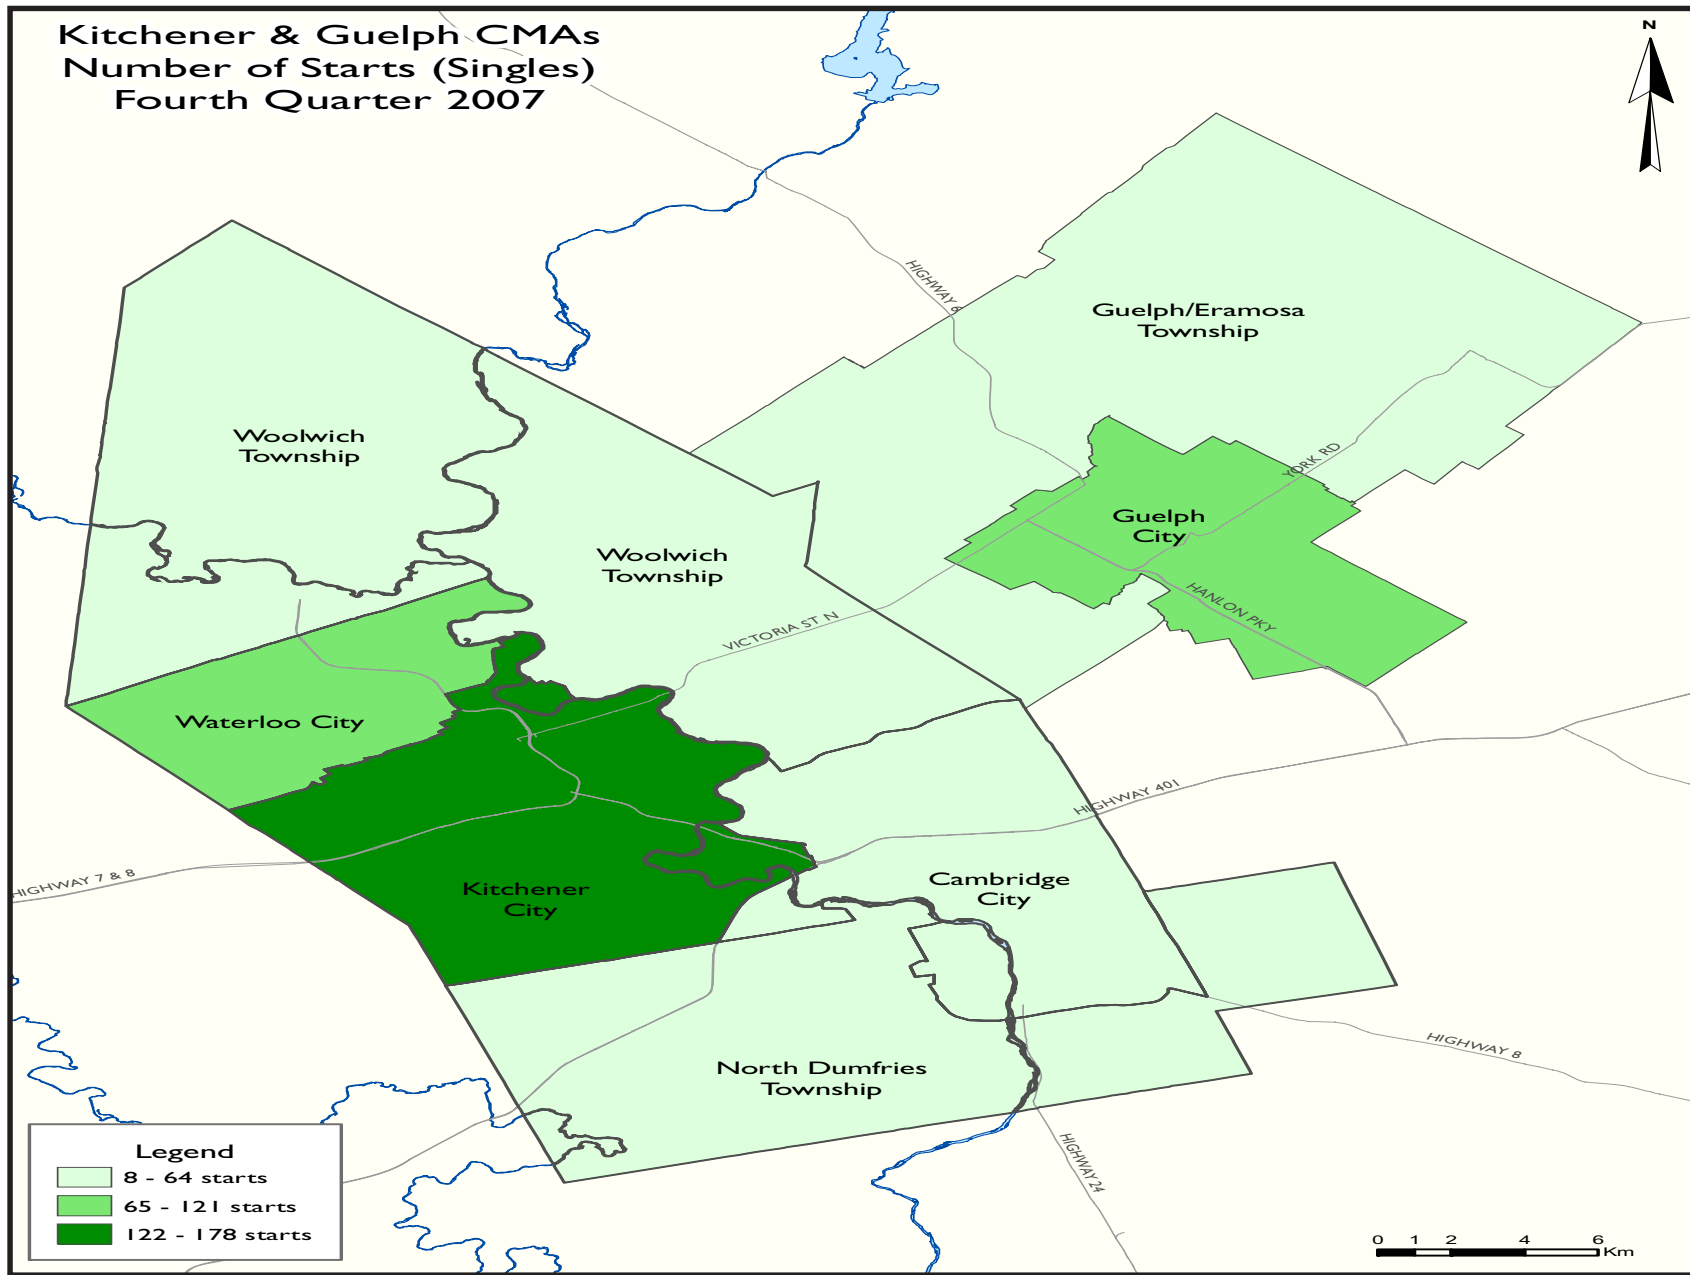 Kitchener & Guelph CMAs
Number of Starts (Singles)
Fourth Quarter 2007
N
HIGHWAY 6
Guelph/Eramosa
Township
Woolwich
Township
YORK RD
Guelph
City
Woolwich
Township
HANLON PKY
VICTORIA ST N
Waterloo City
HIGHWAY 401
HIGHWAY 7 & 8
Kitchener
City
Cambridge
City
HIGHWAY 8
North Dumfries
Township
HIGHWAY 24
Legend
8 - 64 starts
65 - 121 starts
122 - 178 starts
0 1 2 4 6
Km